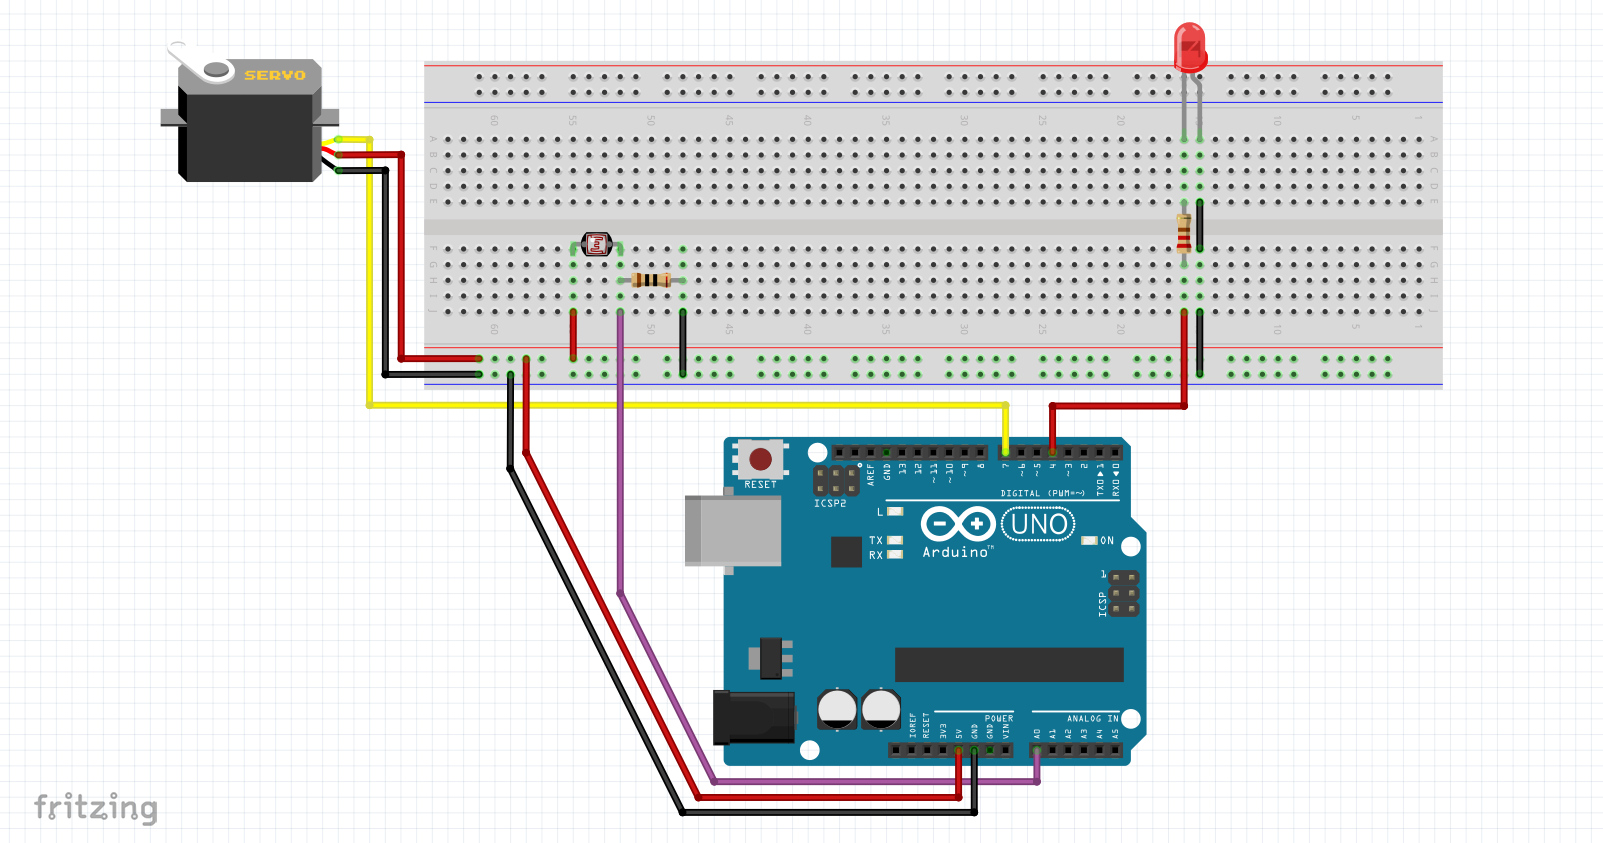 SERVO
60 55 50 45 40 35 30 25 20 15 10 5 1
A
B
C
D
E
F
G
H
I
J
60 55 50 45 40 35 30 25 20 15 10 5 1
RESET
ICSP2
AREF GND 13 12 ~11 ~10 ~9 8 7 ~6 ~5 4 ~3 2 TX0▶1 RX0◀0
DIGITAL (PWM=~)
L
TX
RX
Arduino™
UNO
ON
1
ICSP
POWER
ANALOG IN
IOREF RESET 3V3 5V GND GND VIN A0 A1 A2 A3 A4 A5
fritzing